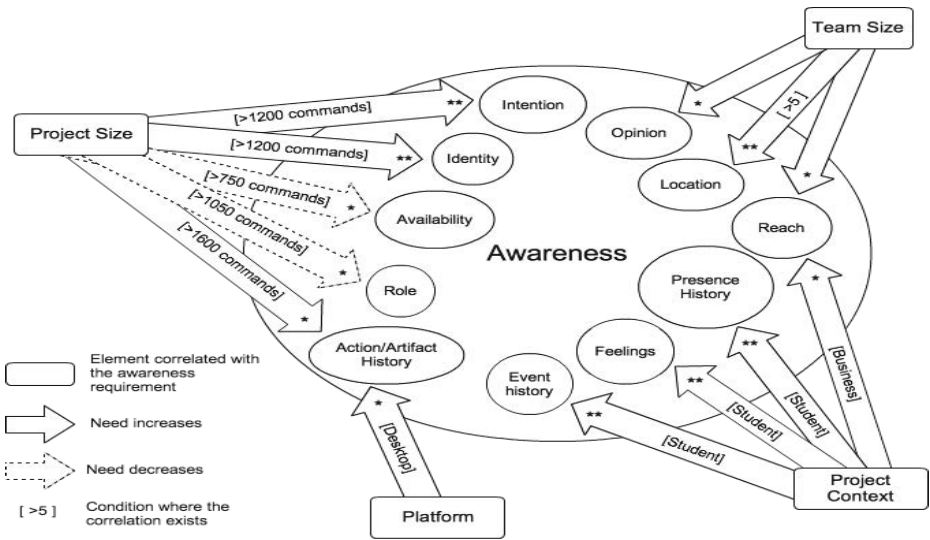 Team Size
Project Size
[>1200 commands]
**
Intention
*
[ >5 ]
Opinion
[>1200 commands]
**
Identity
**
Location
*
[>750 commands]
*
Availability
Reach
[>1050 commands]
[
Awareness
[>1600 commands]
*
Role
Presence
History
*
*
Action/Artifact
History
Feelings
**
Event
history
**
**
[Business]
[Student]
[Student]
[Student]
*
[Desktop]
Element correlated with
the awareness
requirement
Need increases
Need decreases
[ >5 ]
Condition where the
correlation exists
Platform
Project
Context